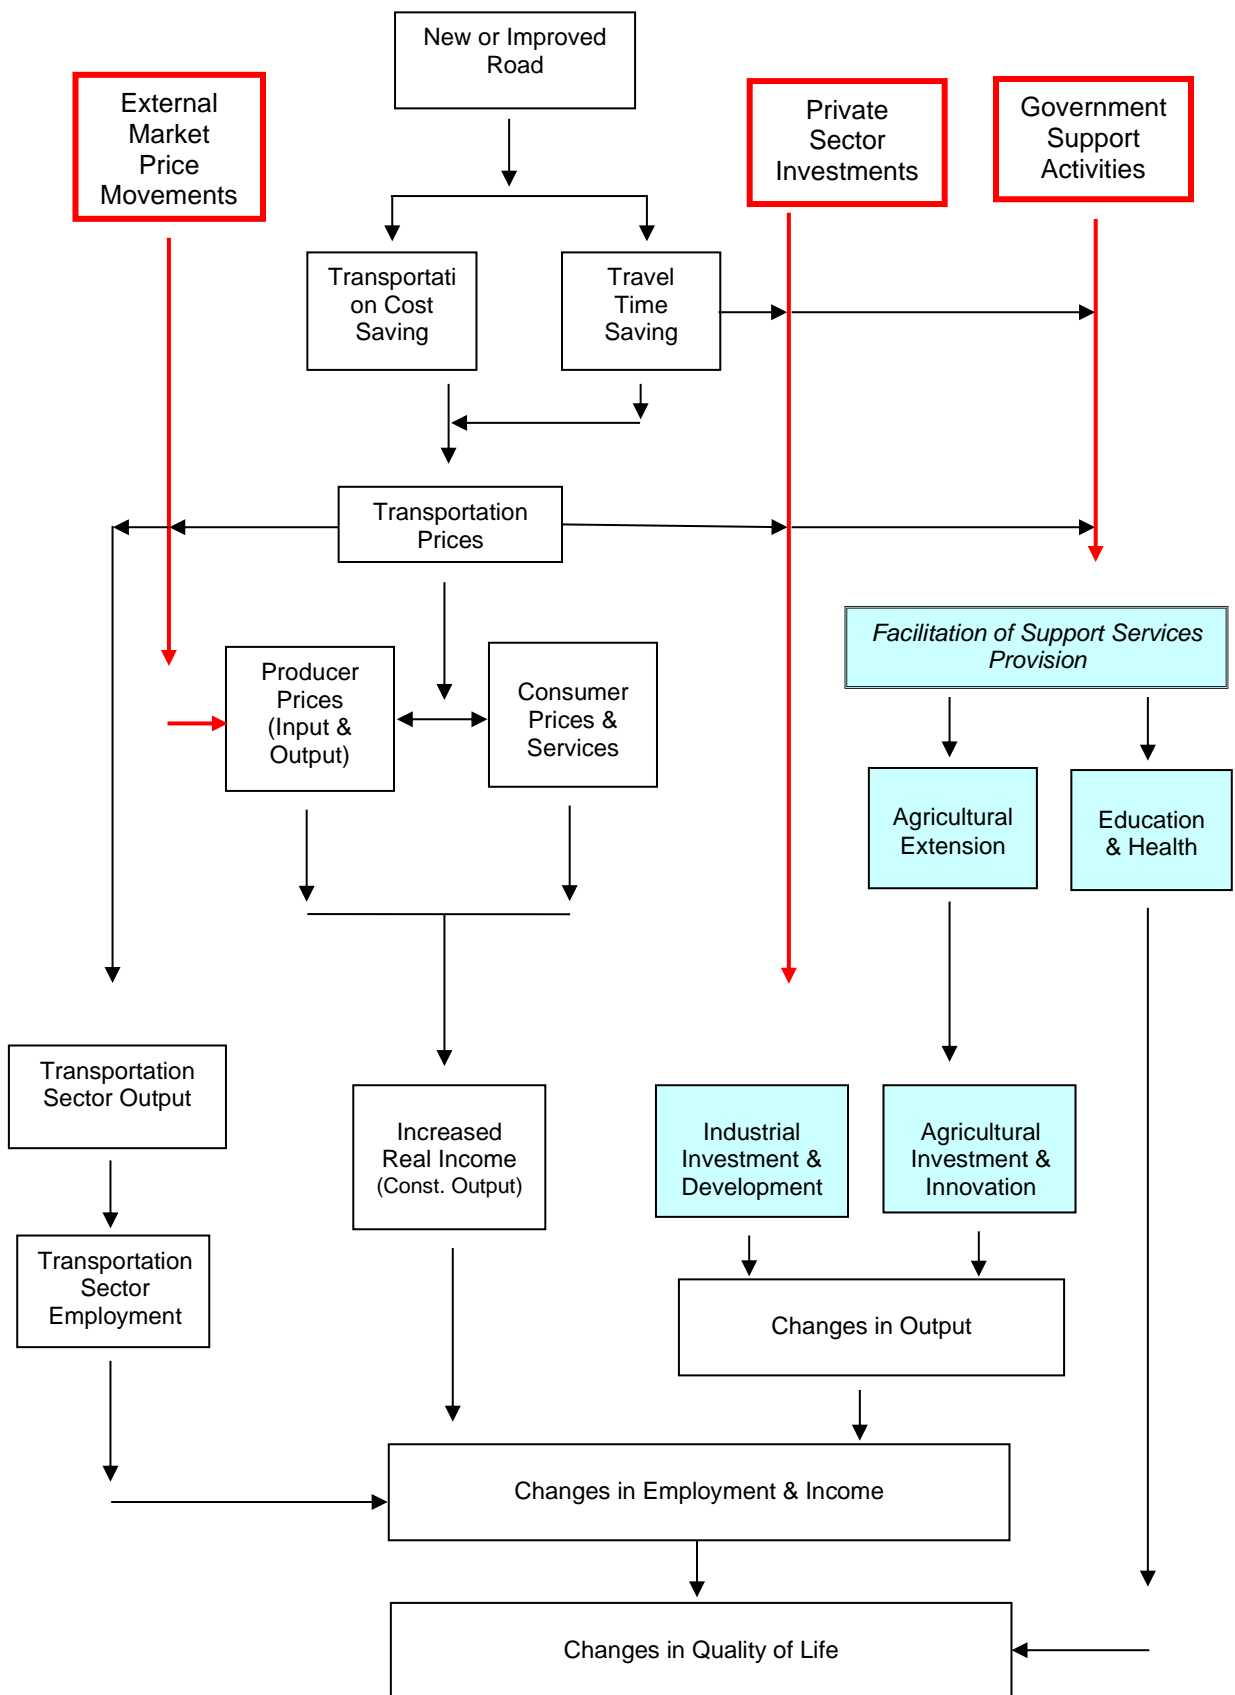 New or Improved
Road
External
Market
Price
Movements
Private
Sector
Investments
Government
Support
Activities
Transportati
on Cost
Saving
Travel
Time
Saving
Transportation
Prices
Facilitation of Support Services
Provision
Producer
Prices
(Input &
Output)
Consumer
Prices &
Services
Agricultural
Extension
Education
& Health
Transportation
Sector Output
Increased
Real Income
(Const. Output)
Industrial
Investment &
Development
Agricultural
Investment &
Innovation
Transportation
Sector
Employment
Changes in Output
Changes in Employment & Income
Changes in Quality of Life